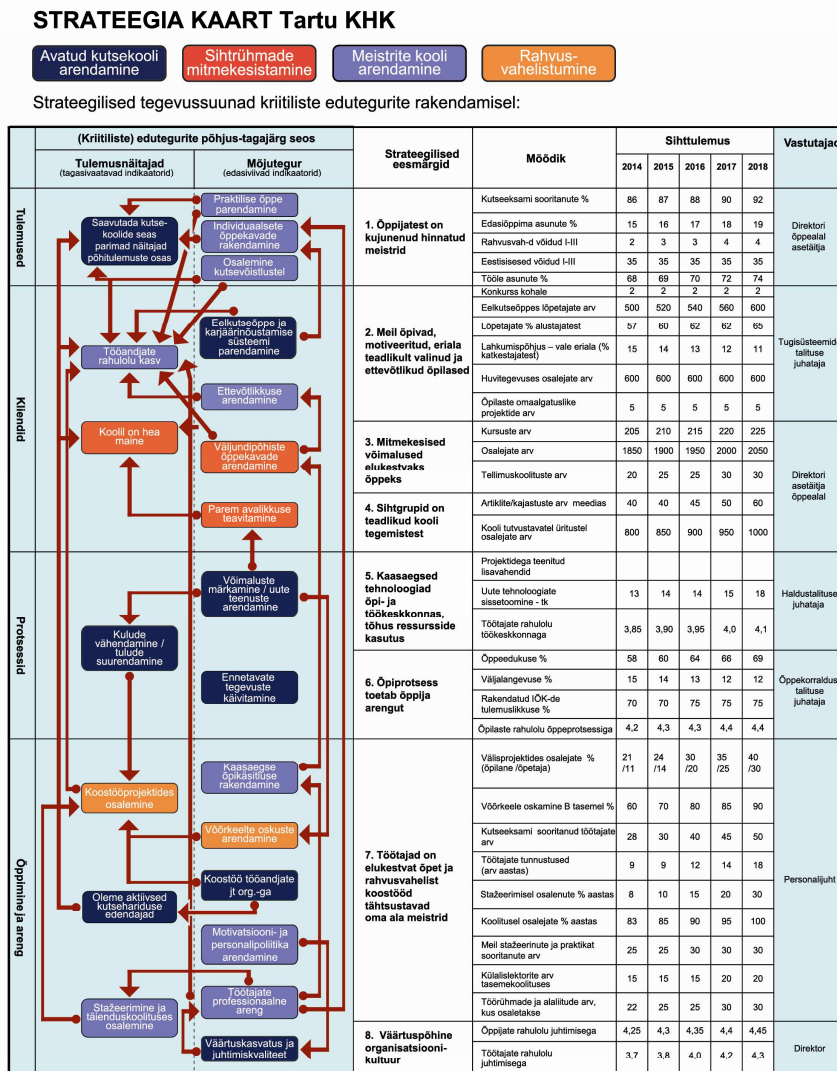 STRATEEGIA KAART Tartu KHK
Avatud kutsekooli
arendamine
Sihtrühmade
mitmekesistamine
Meistrite kooli
arendamine
Rahvus-
vahelistumine
Strateegilised tegevussuunad kriitiliste edutegurite rakendamisel:
(Kriitiliste) edutegurite põhjus-tagajärg seos
Tulemusnäitajad
(tagasivaatavad indikaatorid)
Mõjutegur
(edasiviivad indikaatorid)
Strateegilised
eesmärgid
Mõõdik
Sihttulemus
2014 2015 2016 2017 2018
Vastutajad
Tulemused
Saavutada kutse-
koolide seas
parimad näitajad
põhitulemuste osas
Praktilise õppe
parendamine
Individuaalsete
õppekavade
rakendamine
Osalemine
kutsevõistlustel
1. Õppijatest on
kujunenud hinnatud
meistrid
Kutseeksami sooritanute % 86 87 88 90 92
Edasiõppima asunute % 15 16 17 18 19
Rahvusvah-d võidud I-III 2 3 3 4 4
Eestisisesed võidud I-III 35 35 35 35 35
Tööle asunute % 68 69 70 72 74
Direktori
õppealal
asetäitja
Kliendid
Tööandjate
rahulolu kasv
Koolil on hea
maine
Eelkutseõppe ja
karjäärinõustamise
süsteemi
parendamine
Ettevõtlikkuse
arendamine
Väljundipõhiste
õppekavade
arendamine
Parem avalikkuse
teavitamine
2. Meil õpivad,
motiveeritud, eriala
teadlikult valinud ja
ettevõtlikud õpilased
Konkurss kohale 2 2 2 2 2
Eelkutseõppes lõpetajate arv 500 520 540 560 600
Lõpetajate % alustajatest 57 60 62 62 65
Lahkumispõhjus – vale eriala (%
katkestajatest) 15 14 13 12 11
Huvitegevuses osalejate arv 600 600 600 600 600
Õpilaste omaalgatuslike
projektide arv 5 5 5 5 5
Tugisüsteemide
talituse
juhataja
3. Mitmekesised
võimalused
elukestvaks
õppeks
Kursuste arv 205 210 215 220 225
Osalejate arv 1850 1900 1950 2000 2050
Tellimuskoolituste arv 20 25 25 30 30
Direktori
asetäitja
õppealal
4. Sihtgrupid on
teadlikud kooli
tegemistest
Artiklite/kajastuste arv meedias 40 40 45 50 60
Kooli tutvustavatel üritustel
osalejate arv 800 850 900 950 1000
Protsessid
Kulude
vähendamine /
tulude
suurendamine
Võimaluste
märkamine / uute
teenuste
arendamine
Ennetavate
tegevuste
käivitamine
5. Kaasaegsed
tehnoloogiad
õpi- ja
töökeskkonnas,
tõhus ressursside
kasutus
Projektidega teenitud
lisavahendid
Uute tehnoloogiate
sissetoomine - tk 13 14 14 15 18
Töötajate rahulolu
töökeskkonnaga 3,85 3,90 3,95 4,0 4,1
Haldustalituse
juhataja
6. Õpiprotsess
toetab õppija
arengut
Õppeedukuse % 58 60 64 66 69
Väljalangevuse % 15 14 13 12 12
Rakendatud IÕK-de
tulemuslikkuse % 70 70 75 75 75
Õpilaste rahulolu õppeprotsessiga 4,2 4,3 4,3 4,4 4,4
Õppekorraldus
talituse
juhataja
Õppimine ja areng
Koostööprojektides
osalemine
Oleme aktiivsed
kutsehariduse
edendajad
Stažeerimine ja
täienduskoolituses
osalemine
Kaasaegse
õpikäsitluse
rakendamine
Võõrkeelte oskuste
arendamine
Koostöö tööandjate
jt org.-ga
Motivatsiooni- ja
personalipoliitika
arendamine
Töötajate
professionaalne
areng
Väärtuskasvatus ja
juhtimiskvaliteet
7. Töötajad on
elukestvat õpet ja
rahvusvahelist
koostööd
tähtsustavad
oma ala meistrid
Välisprojektides osalejate %
(õpilane /õpetaja) 21 /11 24 /14 30 /20 35 /25 40 /30
Võõrkeele oskamine B tasemel % 60 70 80 85 90
Kutseeksami sooritanud töötajate
arv 28 30 40 45 50
Töötajate tunnustused
(arv aastas) 9 9 12 14 18
Stažeerimisel osalenute % aastas 8 10 15 20 30
Koolitusel osalejate % aastas 83 85 90 95 100
Meil stažeerinute ja praktikat
sooritanute arv 25 25 30 30 30
Külalislektorite arv
tasemekoolituses 15 15 15 20 20
Töörühmade ja alaliitude arv,
kus osaletakse 22 25 25 30 30
Personalijuht
8. Väärtuspõhine
organisatsiooni-
kultuur
Õppijate rahulolu juhtimisega 4,25 4,3 4,35 4,4 4,45
Töötajate rahulolu
juhtimisega 3,7 3,8 4,0 4,2 4,3
Direktor